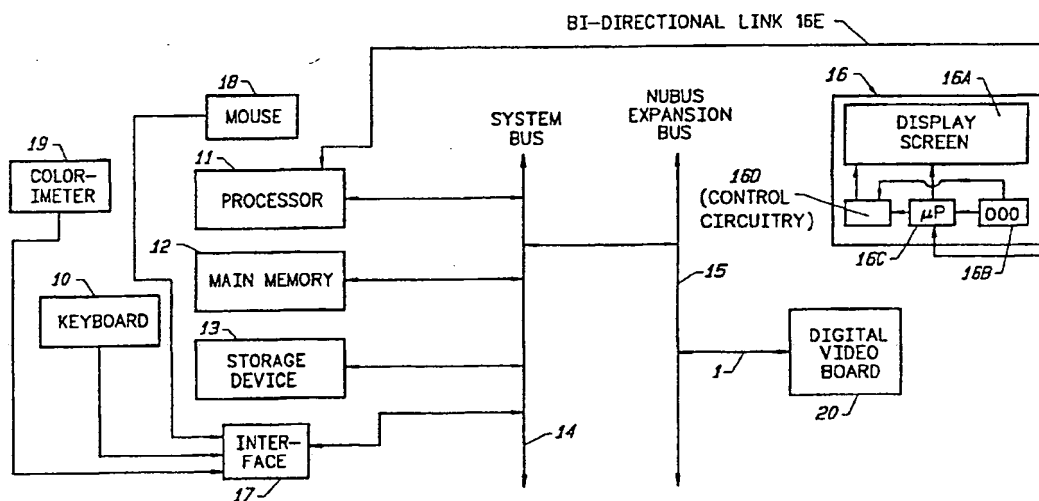 BI-DIRECTIONAL LINK 16E
18
MOUSE
19
COLOR-
IMETER
11
PROCESSOR
12
MAIN MEMORY
10
KEYBOARD
13
STORAGE
DEVICE
INTER-
FACE
17
SYSTEM
BUS
14
NUBUS
EXPANSION
BUS
15
16
16A
DISPLAY
SCREEN
16D
(CONTROL
CIRCUITRY)
μP
000
16C
16B
1
DIGITAL
VIDEO
BOARD
20